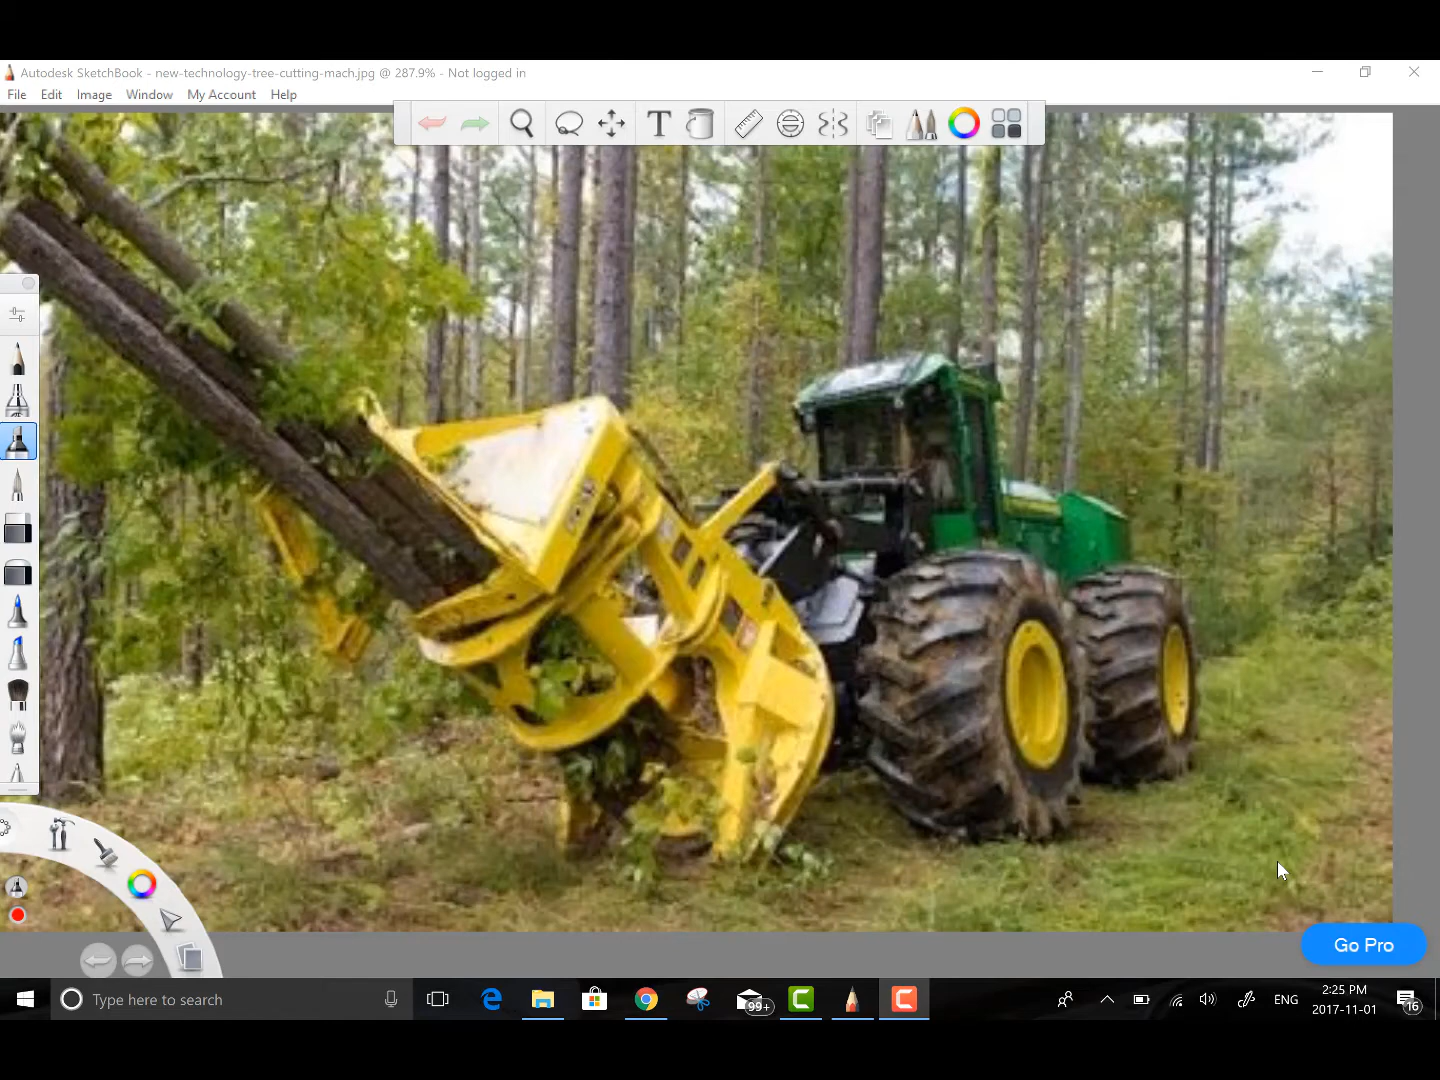 Autodesk SketchBook - new-technology-tree-cutting-mach.jpg @ 287.9% - Not logged in
File Edit Image Window My Account Help
T
Go Pro
Type here to search
99+
ENG
2:25 PM
2017-11-01
16